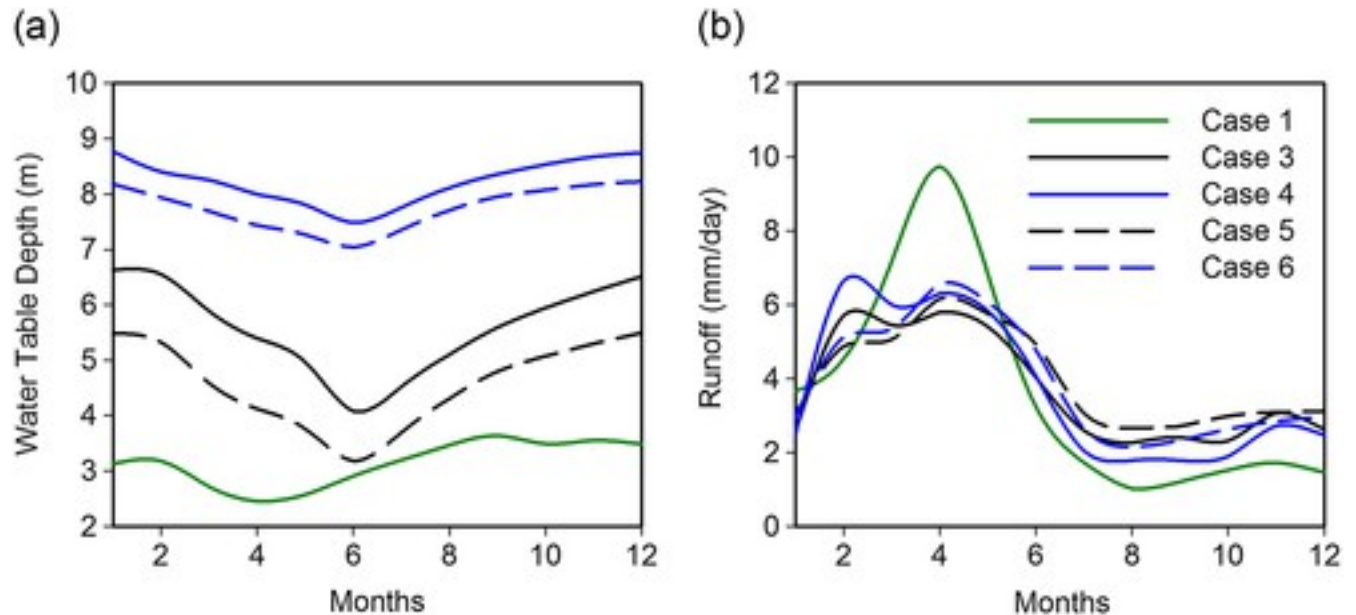 (a)
10
9
8
7
6
5
4
3
2
Water Table Depth (m)
2 4 6 8 10 12
Months
(b)
12
10
8
6
4
2
0
Runoff (mm/day)
Case 1
Case 3
Case 4
Case 5
Case 6
2 4 6 8 10 12
Months